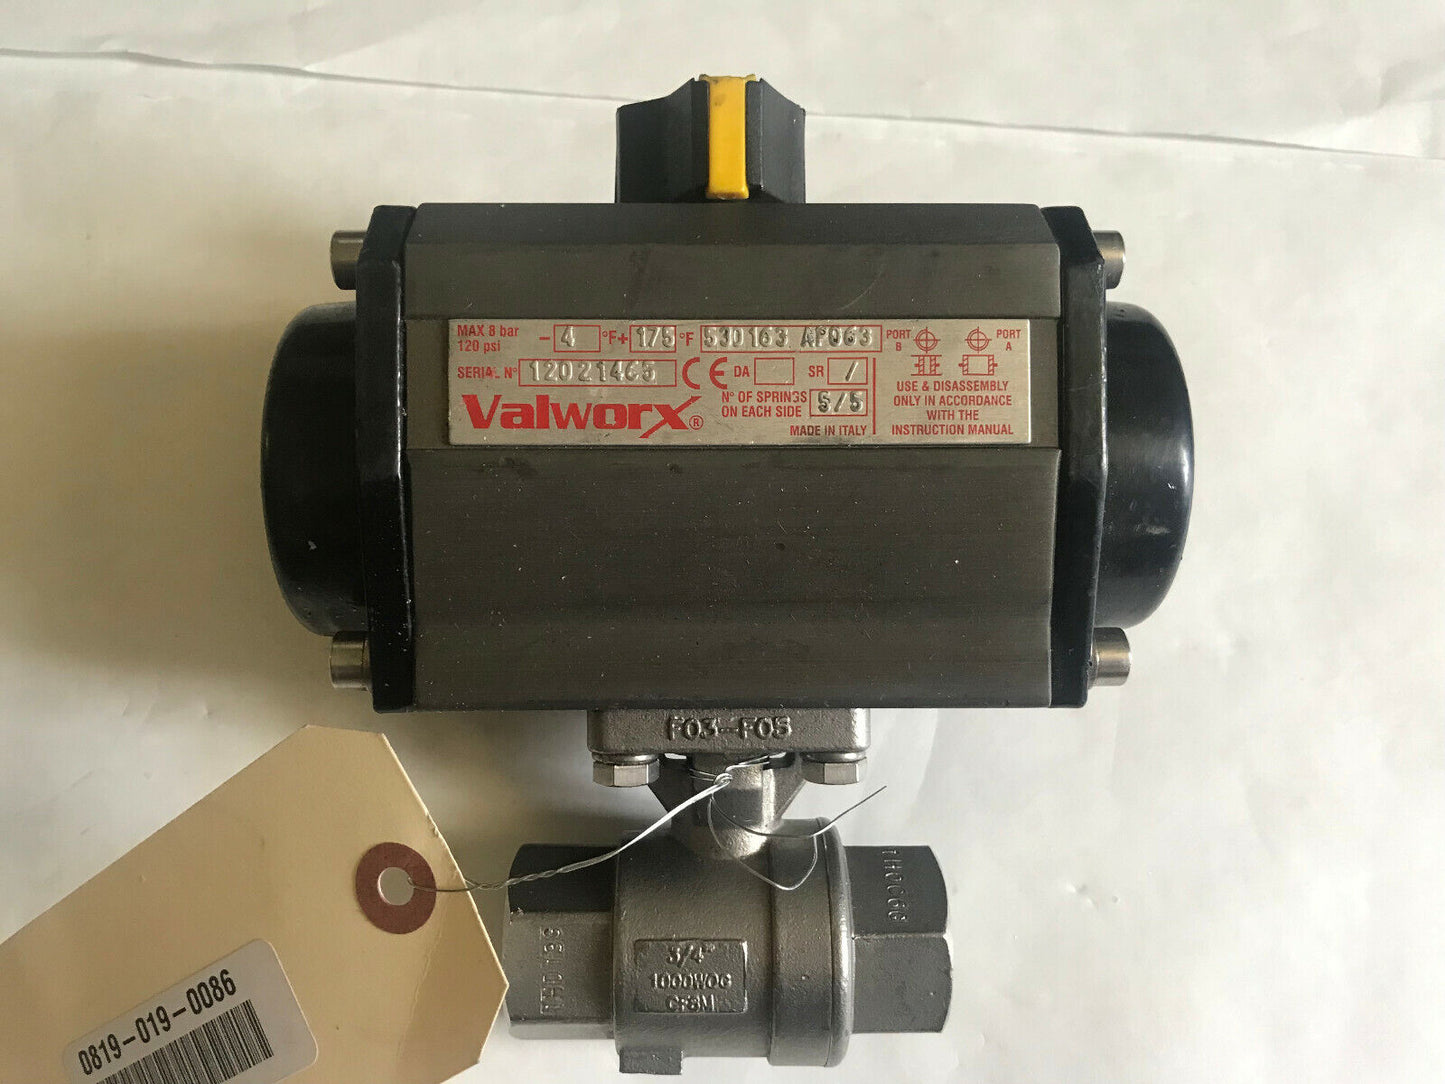 MAX 8 bar
120 psi
- 4 °F + 175 °F 530163 AP063
SERIAL N° 12021465 CE DA SR /
N° OF SPRINGS
ON EACH SIDE S/5
Valworx®
MADE IN ITALY
PORT
B
PORT
A
USE & DISASSEMBLY
ONLY IN ACCORDANCE
WITH THE
INSTRUCTION MANUAL
F03-F05
3/4"
1000WOG
CF8M
0819-019-0086